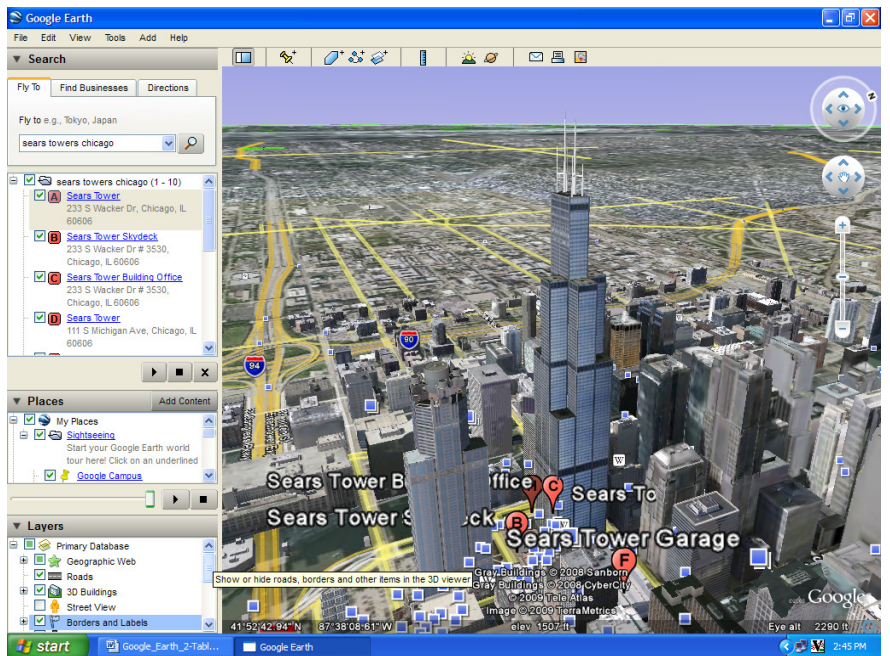 Google Earth
File Edit View Tools Add Help
Search
Fly To Find Businesses Directions
Fly to e.g., Tokyo, Japan
sears towers chicago
sears towers chicago (1 - 10)
A Sears Tower
233 S Wacker Dr, Chicago, IL
60606
B Sears Tower Skydeck
233 S Wacker Dr # 3530,
Chicago, IL 60606
C Sears Tower Building Office
233 S Wacker Dr # 3530,
Chicago, IL 60606
D Sears Tower
111 S Michigan Ave, Chicago, IL
60606
Places Add Content
My Places
Sightseeing
Start your Google Earth world
tour here! Click on an underlined
Google Campus
Layers
Primary Database
Geographic Web
Roads
3D Buildings
Street View
Borders and Labels
Show or hide roads, borders and other items in the 3D viewer
N
90
94
W
Sears Tower B ffice C Sears To
Sears Tower S ck B
Sears Tower Garage
F
Gray Buildings © 2008 Sanborn
Gray Buildings © 2008 CyberCity
© 2009 Tele Atlas
Image © 2009 TerraMetrics
Google
41°52'42.94" N 87°38'08.61" W elev 1507 ft Eye alt 2290 ft
start Google_Earth_2-Tabl... Google Earth 2:45 PM